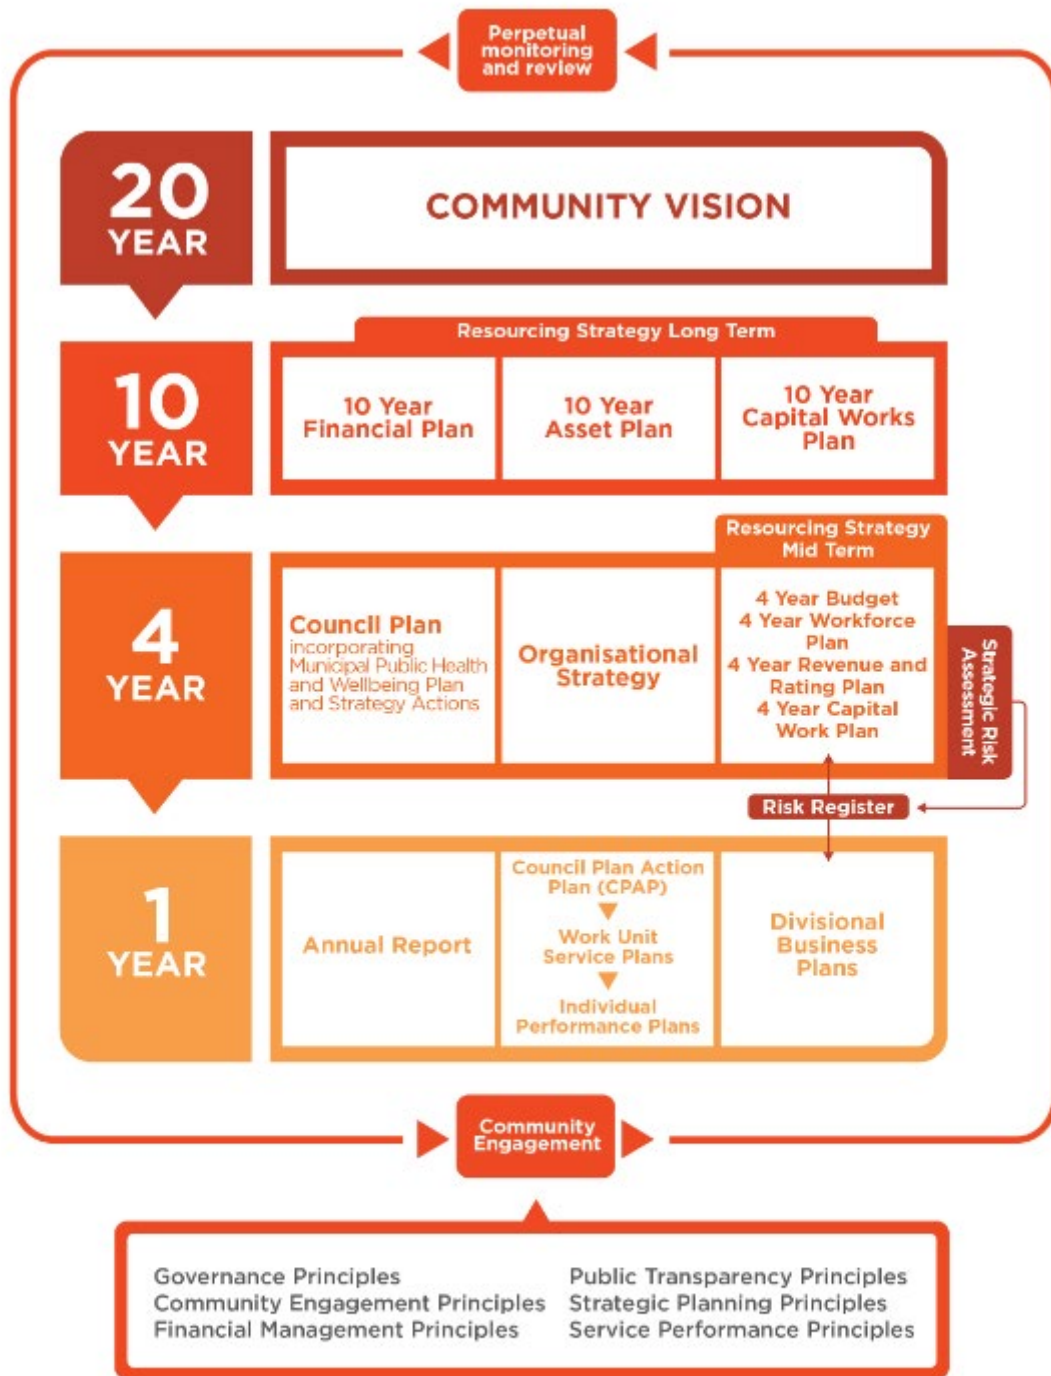 Perpetual
monitoring
and review
20
YEAR
COMMUNITY VISION
Resourcing Strategy Long Term
10
YEAR
10 Year
Financial Plan
10 Year
Asset Plan
10 Year
Capital Works
Plan
Resourcing Strategy
Mid Term
4
YEAR
Council Plan
incorporating
Municipal Public Health
and Wellbeing Plan
and Strategy Actions
Organisational
Strategy
4 Year Budget
4 Year Workforce
Plan
4 Year Revenue and
Rating Plan
4 Year Capital
Work Plan
Strategic Risk
Assessment
Risk Register
1
YEAR
Annual Report
Council Plan Action
Plan (CPAP)
Work Unit
Service Plans
Individual
Performance Plans
Divisional
Business
Plans
Community
Engagement
Governance Principles
Community Engagement Principles
Financial Management Principles
Public Transparency Principles
Strategic Planning Principles
Service Performance Principles